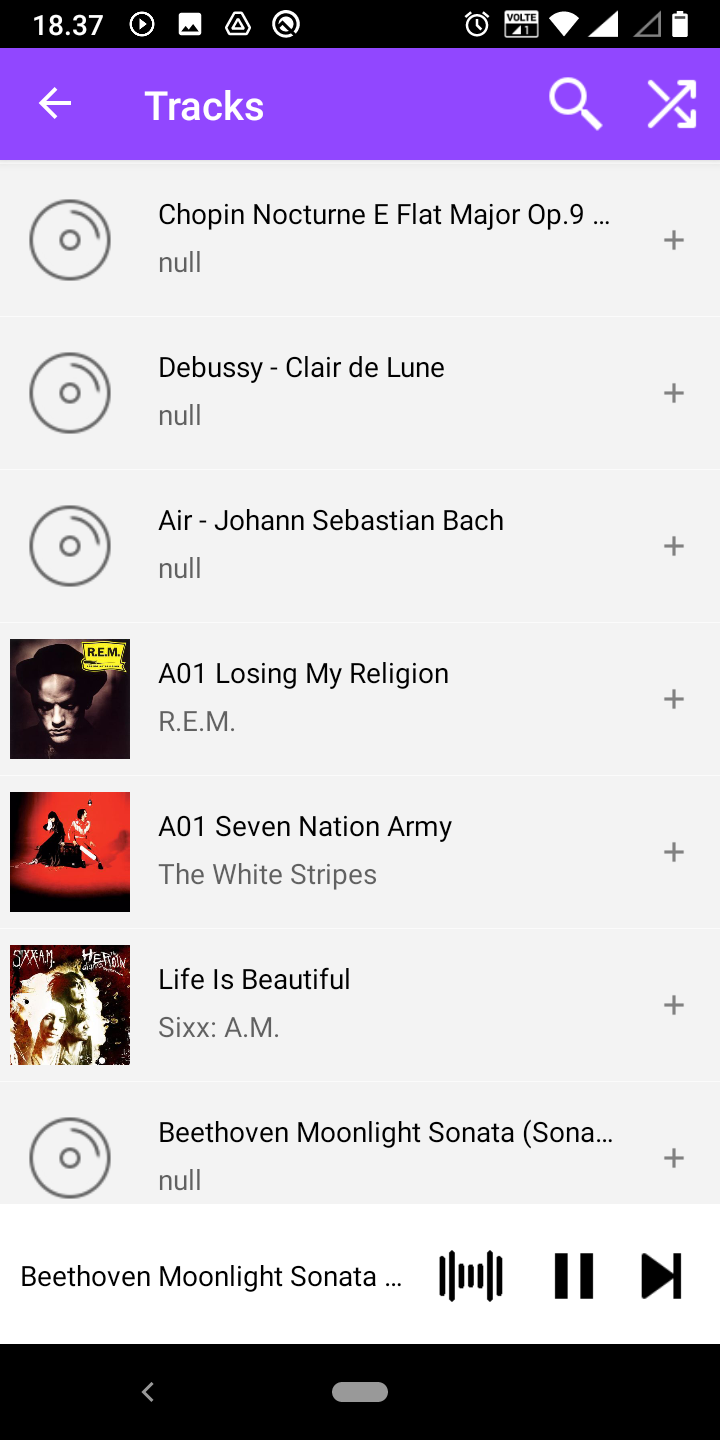 18.37
VOLTE
1
Tracks
Chopin Nocturne E Flat Major Op.9 ...
null
Debussy - Clair de Lune
null
Air - Johann Sebastian Bach
null
R.E.M.
A01 Losing My Religion
R.E.M.
A01 Seven Nation Army
The White Stripes
SIXX:A.M.
HEROIN
Life Is Beautiful
Sixx: A.M.
Beethoven Moonlight Sonata (Sona...
null
Beethoven Moonlight Sonata ...